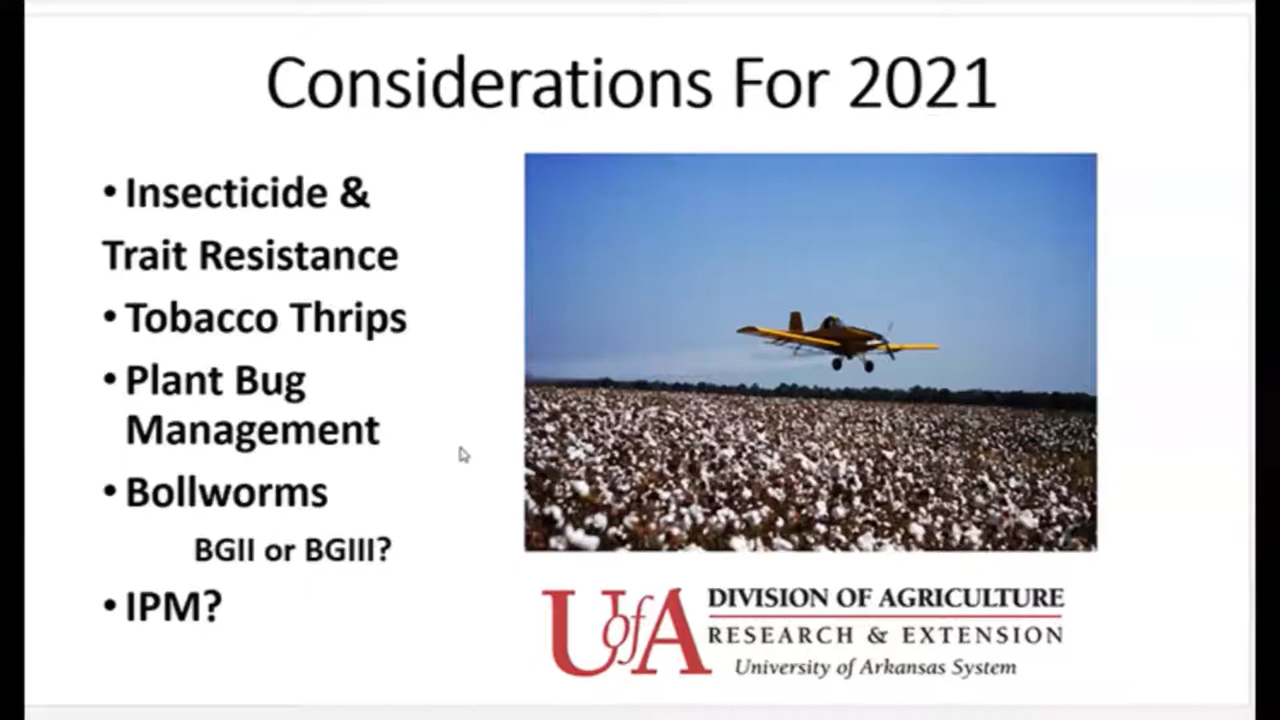 Considerations For 2021
• Insecticide &
Trait Resistance
• Tobacco Thrips
• Plant Bug
Management
• Bollworms
BGII or BGIII?
• IPM?
UofA
DIVISION OF AGRICULTURE
RESEARCH & EXTENSION
University of Arkansas System